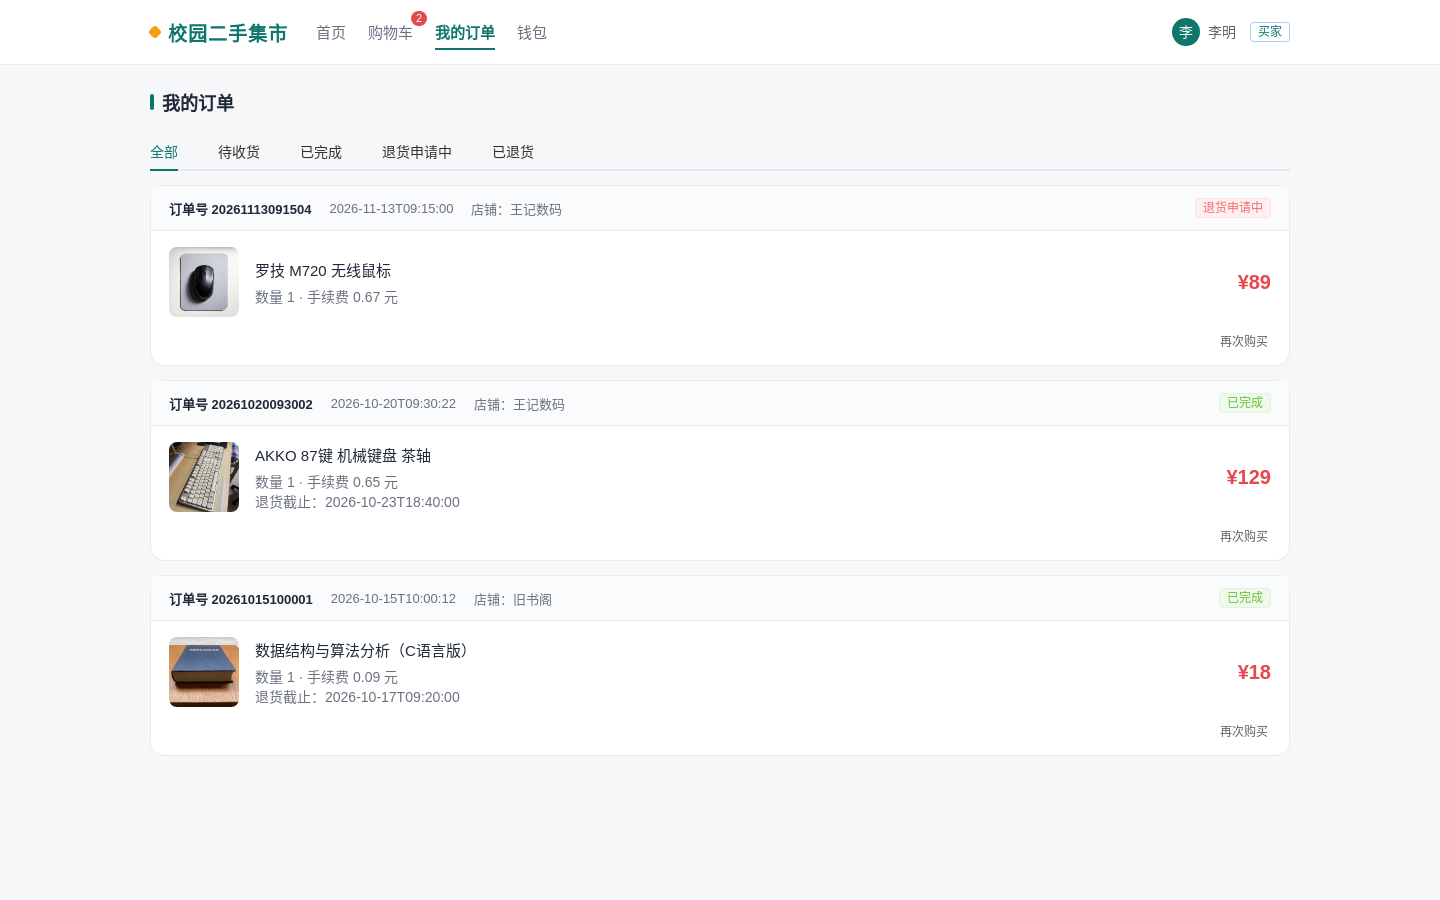 校园二手集市
首页
购物车
2
我的订单
钱包
李
李明
买家
我的订单
全部
待收货
已完成
退货申请中
已退货
订单号 20261113091504 2026-11-13T09:15:00 店铺：王记数码 退货申请中
罗技 M720 无线鼠标
数量 1 · 手续费 0.67 元
¥89
再次购买
订单号 20261020093002 2026-10-20T09:30:22 店铺：王记数码 已完成
AKKO 87键 机械键盘 茶轴
数量 1 · 手续费 0.65 元
退货截止：2026-10-23T18:40:00
¥129
再次购买
订单号 20261015100001 2026-10-15T10:00:12 店铺：旧书阁 已完成
数据结构与算法分析（C语言版）
数量 1 · 手续费 0.09 元
退货截止：2026-10-17T09:20:00
¥18
再次购买